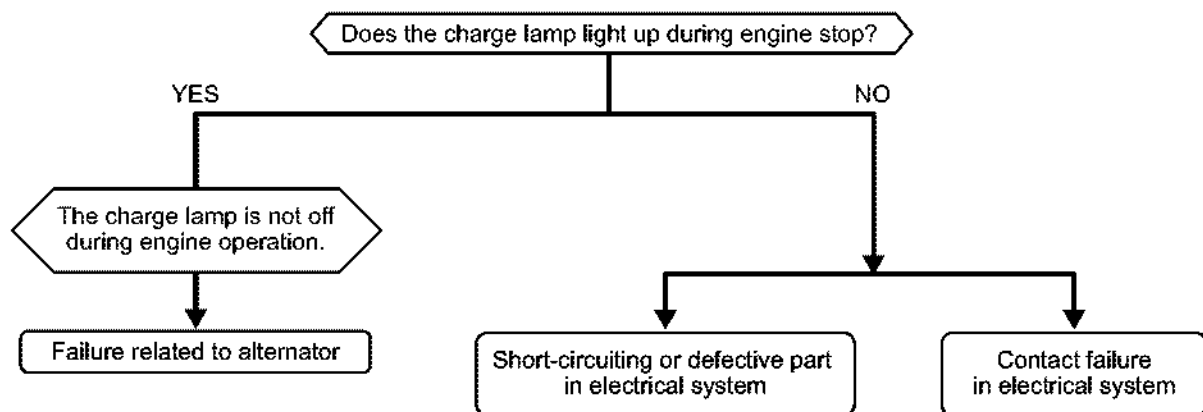 Does the charge lamp light up during engine stop?
YES
NO
The charge lamp is not off
during engine operation.
Failure related to alternator
Short-circuiting or defective part
in electrical system
Contact failure
in electrical system